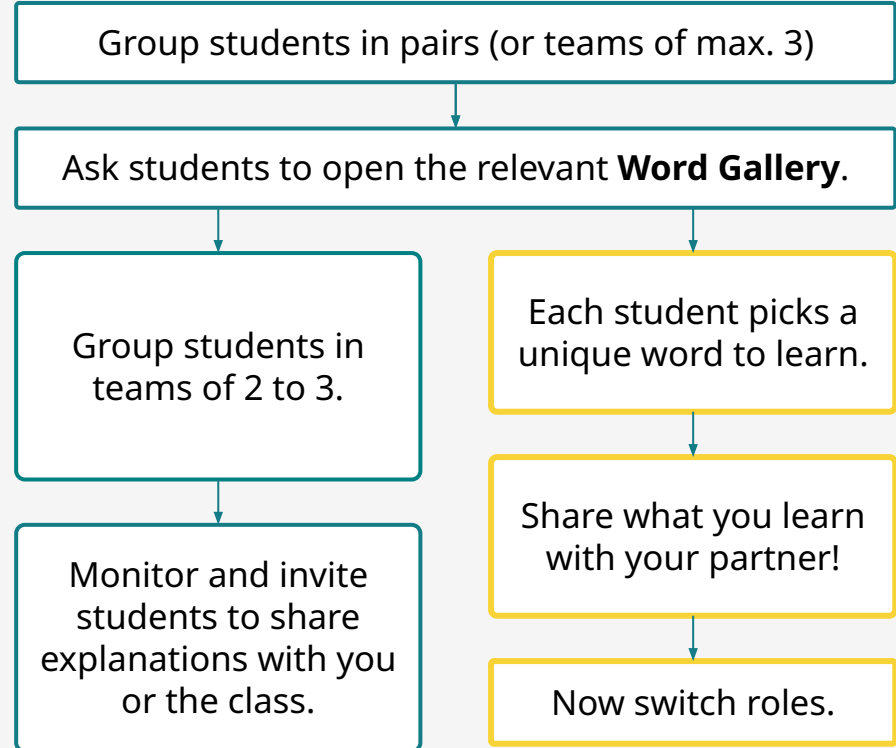 Group students in pairs (or teams of max. 3)
Ask students to open the relevant Word Gallery.
Group students in
teams of 2 to 3.
Monitor and invite
students to share
explanations with you
or the class.
Each student picks a
unique word to learn.
Share what you learn
with your partner!
Now switch roles.